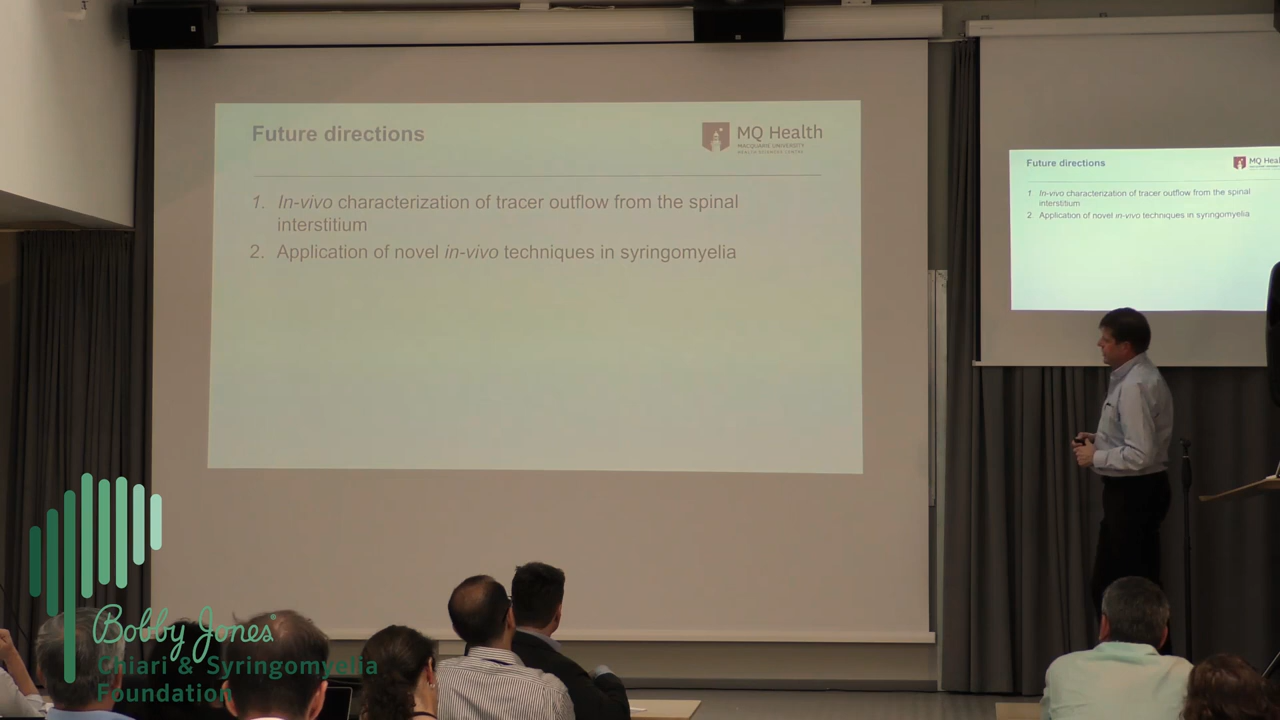 Future directions
MQ Health
MACQUARIE UNIVERSITY
1. In-vivo characterization of tracer outflow from the spinal
interstitium
2. Application of novel in-vivo techniques in syringomyelia
Future directions
MQ Heal
1 In-vivo characterization of tracer outflow from the spinal
interstitium
2. Application of novel in-vivo techniques in syringomyelia
Bobby Jones
Chiari & Syringomyelia
Foundation